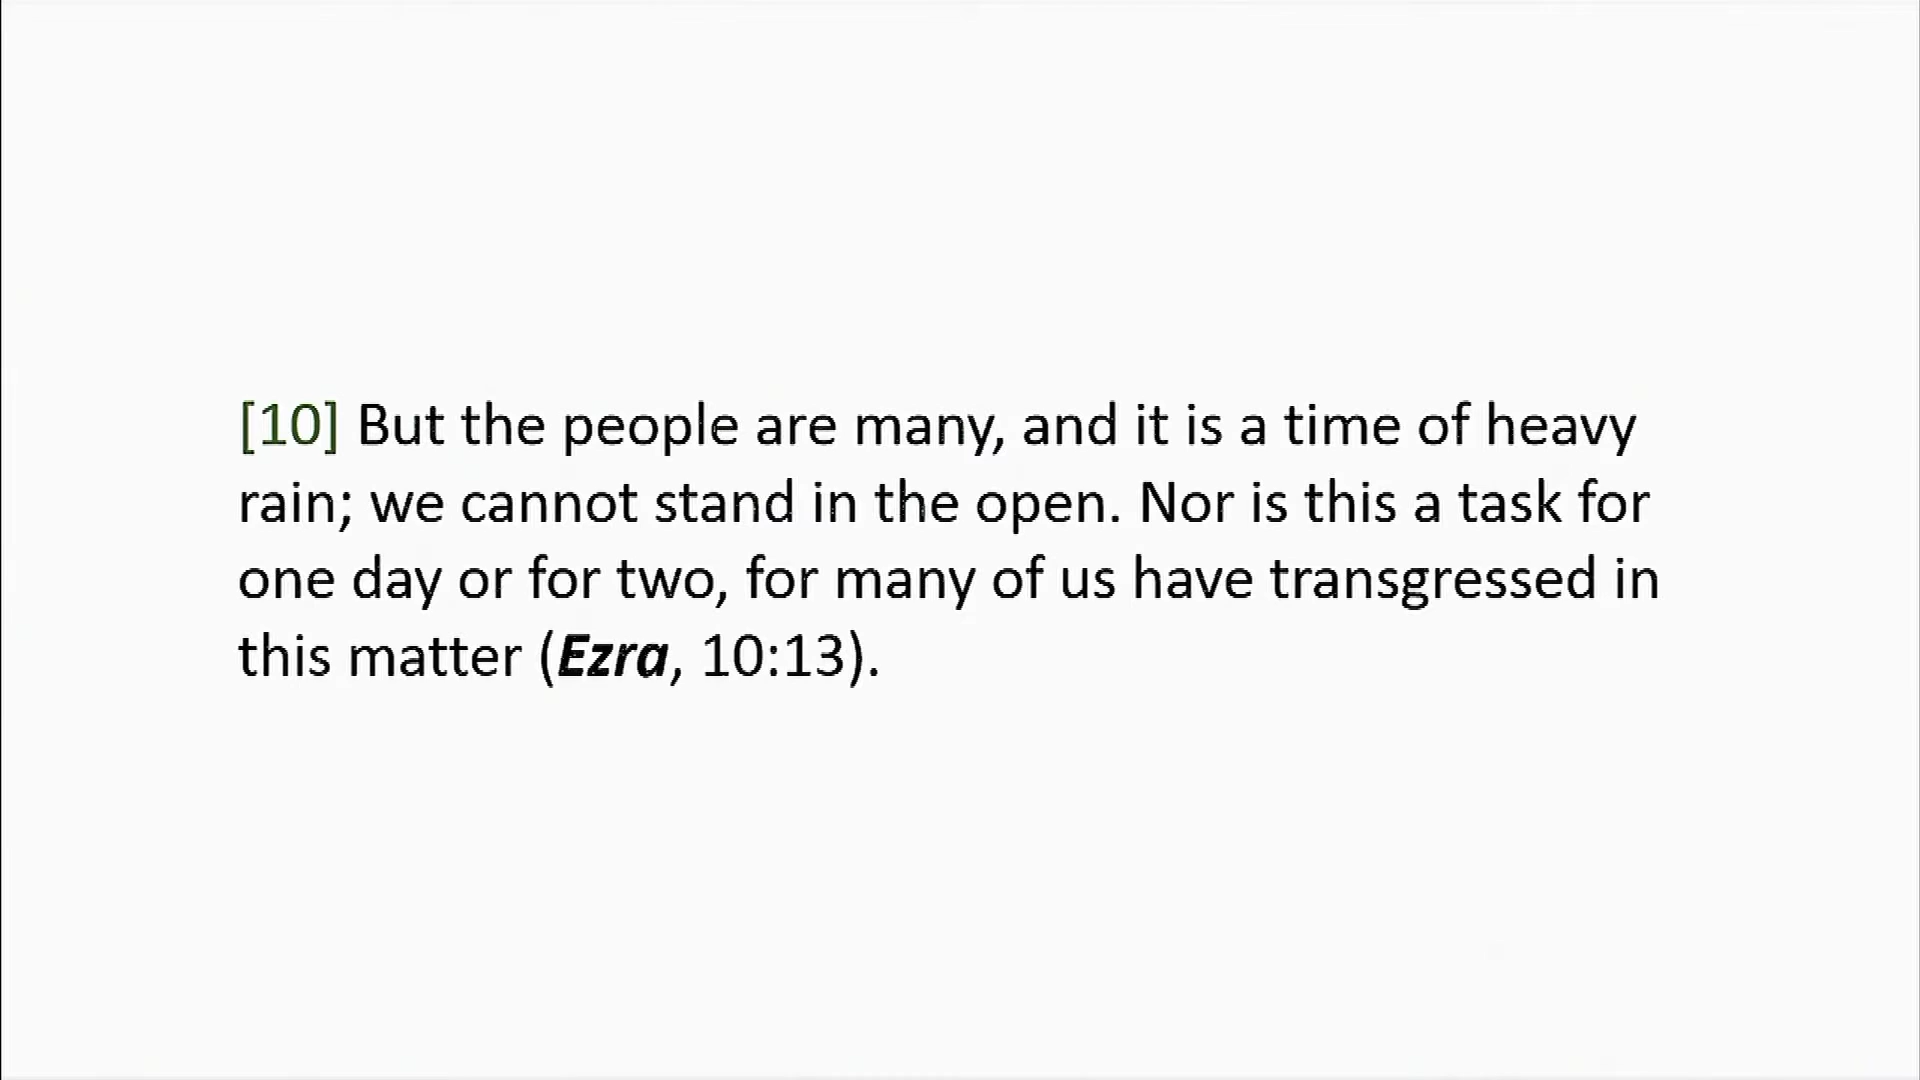 [10] But the people are many, and it is a time of heavy
rain; we cannot stand in the open. Nor is this a task for
one day or for two, for many of us have transgressed in
this matter (Ezra, 10:13).